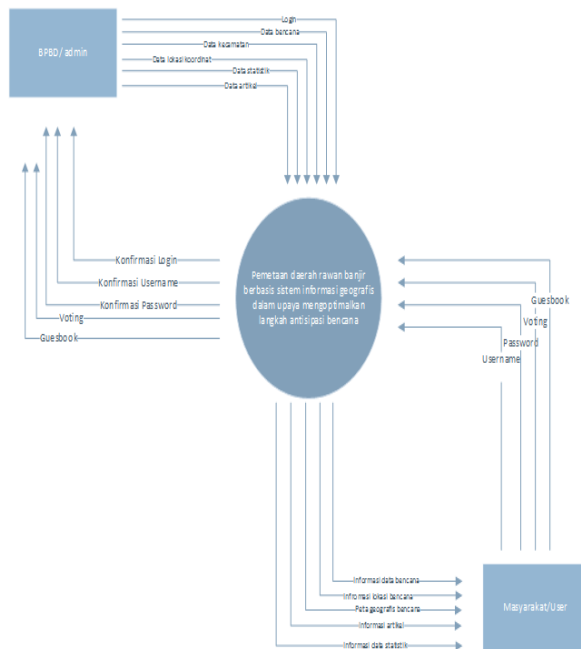 Login
Data bencana
BPBD/ admin
Data kecamatan
Data lokasi koordinat
Data statistik
Data artikel
Konfirmasi Login
Konfirmasi Username
Konfirmasi Password
Voting
Guesbook
Pemetaan daerah rawan banjir
berbasis sistem informasi geografis
dalam upaya mengoptimalkan
langkah antisipasi bencana
Guesbook
Voting
Password
Username
Informasi data bencana
Infromasi lokasi bencana
Peta geografis bencana
Informasi artikel
Informasi data statistik
Masyarakat/User